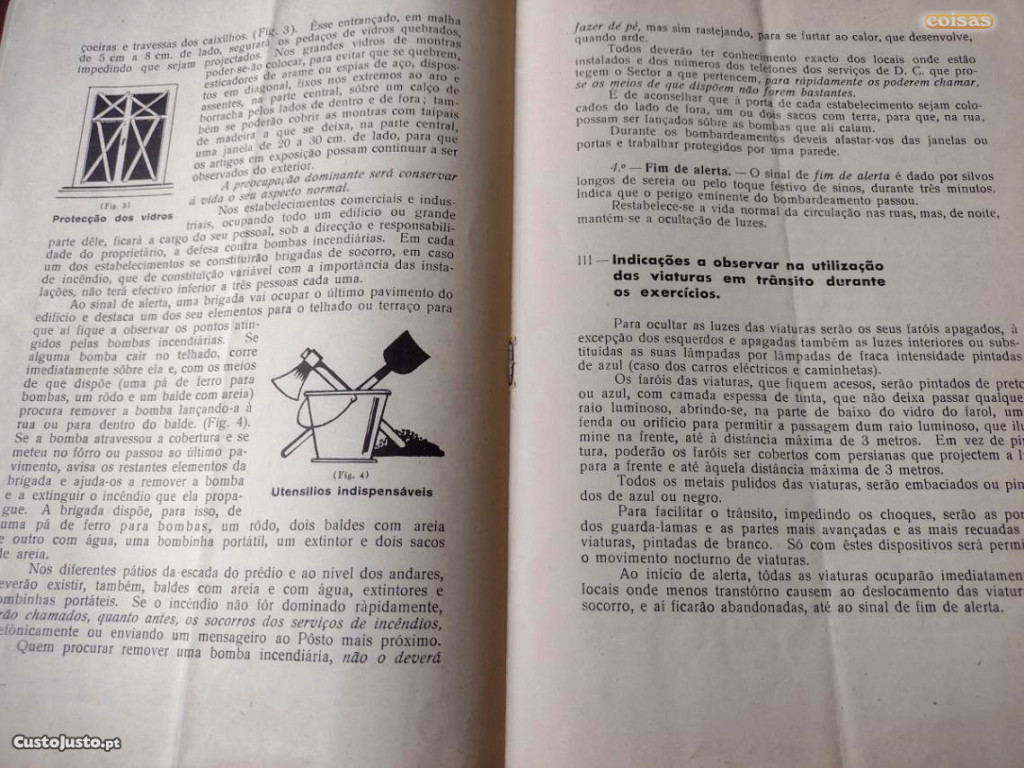 çoeiras e travessas dos caixilhos. (Fig. 3). Êsse entrançado, em malha
de 5 cm a 8 cm. de lado, segurará os pedaços de vidros quebrados,
impedindo que sejam projectados. Nos grandes vidros de montras
poder-se-ão colocar, para evitar que se quebrem,
esticadores de arame ou espias de aço, dispos-
tos em diagonal, fixos nos extremos ao aro e
assentes, na parte central, sôbre um calço de
borracha pelos lados de dentro e de fora; tam-
bém se poderão cobrir as montras com taipais
de madeira a que se deixa, na parte central,
uma janela de 20 a 30 cm. de lado, para que
os artigos em exposição possam continuar a ser
observados do exterior.
A preocupação dominante será conservar
á vida o seu aspecto normal.
(Fig. 3)
Protecção dos vidros
Nos estabelecimentos comerciais e indus-
triais, ocupando todo um edifício ou grande
parte dêle, ficará a cargo do seu pessoal, sob a direcção e responsabili-
dade do proprietário, a defesa contra bombas incendiárias. Em cada
um dos estabelecimentos se constituïrão brigadas de socorro, em caso
de incêndio, que de constituïção variável com a importância das insta-
lações, não terá efectivo inferior a três pessoas cada uma.
Ao sinal de alerta, uma brigada vai ocupar o último pavimento do
edifício e destaca um dos seu elementos para o telhado ou terraço para
que aí fique a observar os pontos atin-
gidos pelas bombas incendiárias. Se
alguma bomba cair no telhado, corre
imediatamente sôbre ela e, com os meios
de que dispõe (uma pá de ferro para
bombas, um rôdo e um balde com areia)
procura remover a bomba lançando-a à
rua ou para dentro do balde. (Fig. 4).
Se a bomba atravessou a cobertura e se
meteu no fôrro ou passou ao último pa-
vimento, avisa os restantes elementos da
brigada e ajuda-os a remover a bomba
e a extinguir o incêndio que ela propa-
gue. A brigada dispõe, para isso, de
uma pá de ferro para bombas, um rôdo, dois baldes com areia
e outro com água, uma bombinha portátil, um extintor e dois sacos
de areia.
(Fig. 4)
Utensílios indispensáveis
Nos diferentes pátios da escada do prédio e ao nível dos andares,
deverão existir, também, baldes com areia e com água, extintores e
ombinhas portáteis. Se o incêndio não fôr dominado ràpidamente,
rão chamados, quanto antes, os socorros dos serviços de incêndios,
efònicamente ou enviando um mensageiro ao Pôsto mais próximo.
Quem procurar remover uma bomba incendiária, não o deverá
fazer de pé, mas sim rastejando, para se furtar ao calor, que desenvolve,
quando arde.
Todos deverão ter conhecimento exacto dos locais onde estão
instalados e dos números dos telefones dos serviços de D. C. que pro-
tegem o Sector a que pertencem, para ràpidamente os poderem chamar,
se os meios de que dispõem não forem bastantes.
É de aconselhar que à porta de cada estabelecimento sejam colo-
cados do lado de fora, um ou dois sacos com terra, para que, na rua,
possam ser lançados sôbre as bombas que ali caiam.
Durante os bombardeamentos deveis afastar-vos das janelas ou
portas e trabalhar protegidos por uma parede.
4.º — Fim de alerta. — O sinal de fim de alerta é dado por silvos
longos de sereia ou pelo toque festivo de sinos, durante três minutos.
Indica que o perigo eminente do bombardeamento passou.
Restabelece-se a vida normal da circulação nas ruas, mas, de noite,
mantém-se a ocultação de luzes.
III — Indicações a observar na utilização
das viaturas em trânsito durante
os exercícios.
Para ocultar as luzes das viaturas serão os seus faróis apagados, à
excepção dos esquerdos e apagadas também as luzes interiores ou subs-
tituídas as suas lâmpadas por lâmpadas de fraca intensidade pintadas
de azul (caso dos carros eléctricos e caminhetas).
Os faróis das viaturas, que fiquem acesos, serão pintados de preto
ou azul, com camada espessa de tinta, que não deixa passar qualque
raio luminoso, abrindo-se, na parte de baixo do vidro do farol, um
fenda ou orifício para permitir a passagem dum raio luminoso, que ilu
mine na frente, até à distância máxima de 3 metros. Em vez de pin
tura, poderão os faróis ser cobertos com persianas que projectem a l
para a frente e até àquela distância máxima de 3 metros.
Todos os metais pulidos das viaturas, serão embaciados ou pin
dos de azul ou negro.
Para facilitar o trânsito, impedindo os choques, serão as pon
dos guarda-lamas e as partes mais avançadas e as mais recuadas
viaturas, pintadas de branco. Só com êstes dispositivos será permi
o movimento nocturno de viaturas.
Ao início de alerta, tôdas as viaturas ocuparão imediatamen
locais onde menos transtôrno causem ao deslocamento das viatur
socorro, e aí ficarão abandonadas, até ao sinal de fim de alerta.
coisas
CustoJusto.pt